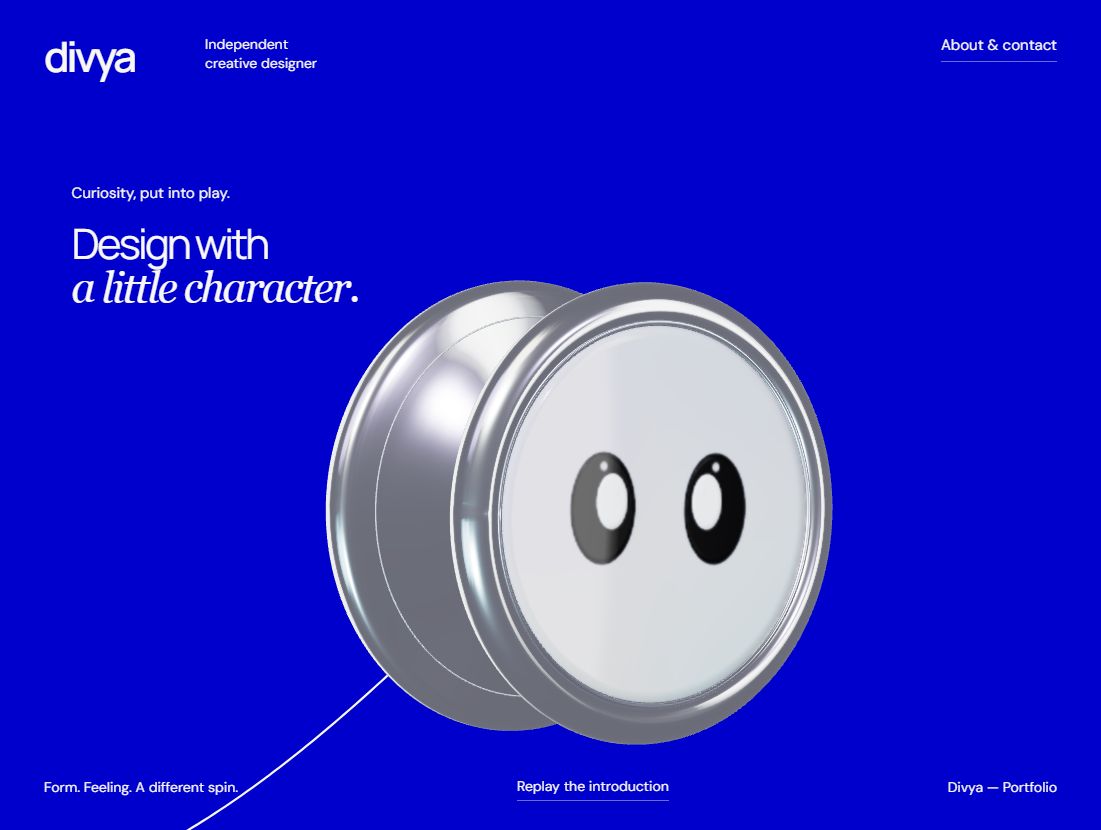 divya
Independent
creative designer
About & contact
Curiosity, put into play.
Design with
a little character.
Form. Feeling. A different spin.
Replay the introduction
Divya — Portfolio